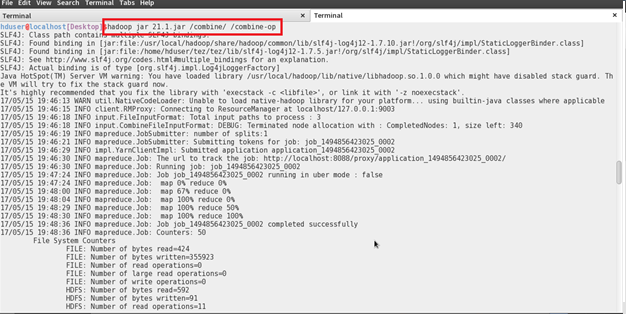 File Edit View Search Terminal Tabs Help
Terminal × Terminal ×
hduser@localhost[Desktop]$hadoop jar 21.1.jar /combine/ /combine-op
SLF4J: Class path contains multiple SLF4J bindings.
SLF4J: Found binding in [jar:file:/usr/local/hadoop/share/hadoop/common/lib/slf4j-log4j12-1.7.10.jar!/org/slf4j/impl/StaticLoggerBinder.class]
SLF4J: Found binding in [jar:file:/home/hduser/tez/tez/lib/slf4j-log4j12-1.7.5.jar!/org/slf4j/impl/StaticLoggerBinder.class]
SLF4J: See http://www.slf4j.org/codes.html#multiple_bindings for an explanation.
SLF4J: Actual binding is of type [org.slf4j.impl.Log4jLoggerFactory]
Java HotSpot(TM) Server VM warning: You have loaded library /usr/local/hadoop/lib/native/libhadoop.so.1.0.0 which might have disabled stack guard. Th
e VM will try to fix the stack guard now.
It's highly recommended that you fix the library with 'execstack -c <libfile>', or link it with '-z noexecstack'.
17/05/15 19:46:13 WARN util.NativeCodeLoader: Unable to load native-hadoop library for your platform... using builtin-java classes where applicable
17/05/15 19:46:15 INFO client.RMProxy: Connecting to ResourceManager at localhost/127.0.0.1:9003
17/05/15 19:46:18 INFO input.FileInputFormat: Total input paths to process : 3
17/05/15 19:46:18 INFO input.CombineFileInputFormat: DEBUG: Terminated node allocation with : CompletedNodes: 1, size left: 340
17/05/15 19:46:19 INFO mapreduce.JobSubmitter: number of splits:1
17/05/15 19:46:21 INFO mapreduce.JobSubmitter: Submitting tokens for job: job_1494856423025_0002
17/05/15 19:46:29 INFO impl.YarnClientImpl: Submitted application application_1494856423025_0002
17/05/15 19:46:30 INFO mapreduce.Job: The url to track the job: http://localhost:8088/proxy/application_1494856423025_0002/
17/05/15 19:46:30 INFO mapreduce.Job: Running job: job_1494856423025_0002
17/05/15 19:47:24 INFO mapreduce.Job: Job job_1494856423025_0002 running in uber mode : false
17/05/15 19:47:24 INFO mapreduce.Job: map 0% reduce 0%
17/05/15 19:48:00 INFO mapreduce.Job: map 67% reduce 0%
17/05/15 19:48:04 INFO mapreduce.Job: map 100% reduce 0%
17/05/15 19:48:29 INFO mapreduce.Job: map 100% reduce 50%
17/05/15 19:48:30 INFO mapreduce.Job: map 100% reduce 100%
17/05/15 19:48:36 INFO mapreduce.Job: Job job_1494856423025_0002 completed successfully
17/05/15 19:48:36 INFO mapreduce.Job: Counters: 50
File System Counters
FILE: Number of bytes read=424
FILE: Number of bytes written=355923
FILE: Number of read operations=0
FILE: Number of large read operations=0
FILE: Number of write operations=0
HDFS: Number of bytes read=592
HDFS: Number of bytes written=91
HDFS: Number of read operations=11